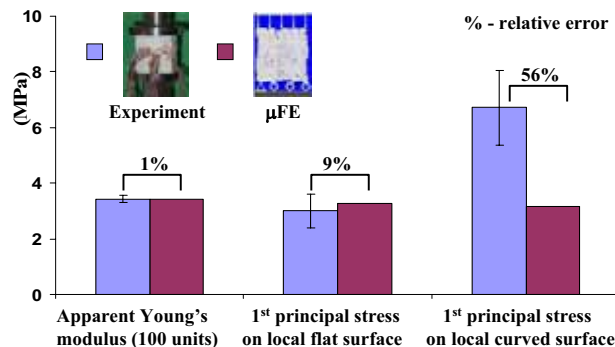 10
8
6
4
2
0
(MPa)
% - relative error
Experiment
µFE
1%
9%
56%
Apparent Young's
modulus (100 units)
1st principal stress
on local flat surface
1st principal stress
on local curved surface